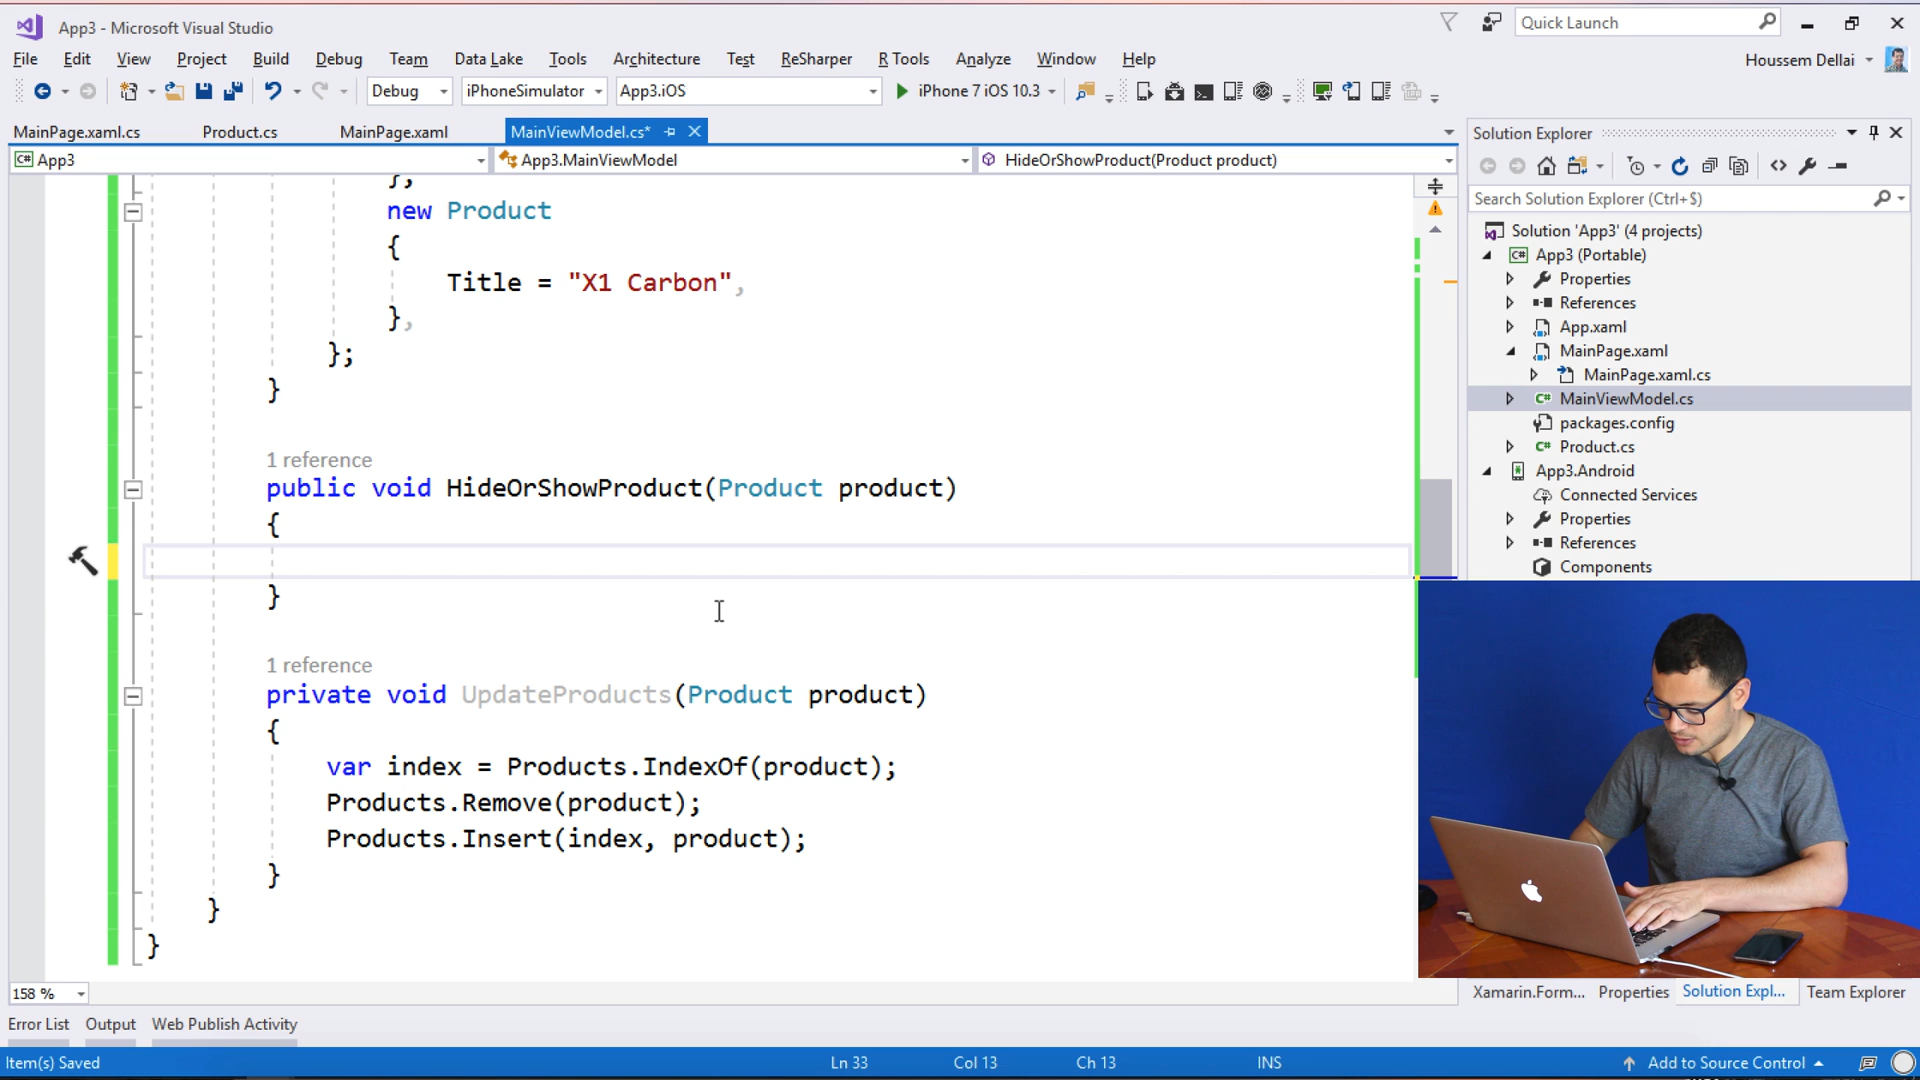 App3 - Microsoft Visual Studio
Quick Launch
File Edit View Project Build Debug Team Data Lake Tools Architecture Test ReSharper R Tools Analyze Window Help
Houssem Dellai
Debug iPhoneSimulator App3.iOS iPhone 7 iOS 10.3
MainPage.xaml.cs Product.cs MainPage.xaml MainViewModel.cs*
App3 App3.MainViewModel HideOrShowProduct(Product product)
},
new Product
{
Title = "X1 Carbon",
},
};
}
1 reference
public void HideOrShowProduct(Product product)
{
}
1 reference
private void UpdateProducts(Product product)
{
var index = Products.IndexOf(product);
Products.Remove(product);
Products.Insert(index, product);
}
}
}
158 %
Solution Explorer
Search Solution Explorer (Ctrl+$)
Solution 'App3' (4 projects)
App3 (Portable)
Properties
References
App.xaml
MainPage.xaml
MainPage.xaml.cs
MainViewModel.cs
packages.config
Product.cs
App3.Android
Connected Services
Properties
References
Components
Xamarin.Form... Properties Solution Expl... Team Explorer
Error List Output Web Publish Activity
Item(s) Saved Ln 33 Col 13 Ch 13 INS Add to Source Control